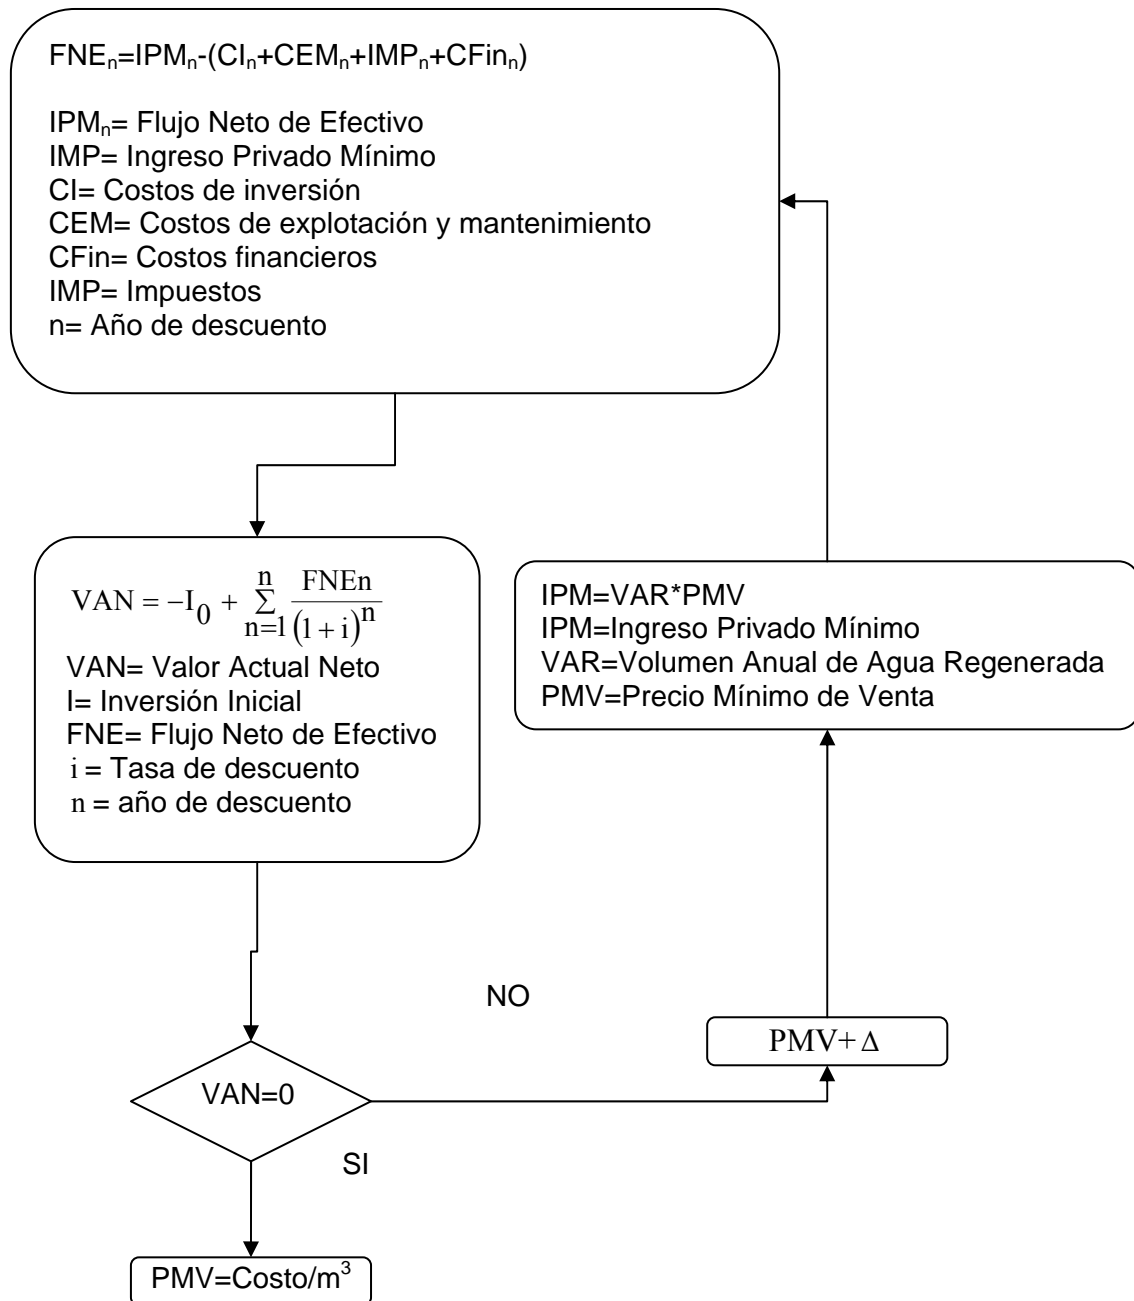 FNEₙ=IPMₙ-(CIₙ+CEMₙ+IMPₙ+CFinₙ)
IPMₙ= Flujo Neto de Efectivo
IMP= Ingreso Privado Mínimo
CI= Costos de inversión
CEM= Costos de explotación y mantenimiento
CFin= Costos financieros
IMP= Impuestos
n= Año de descuento
VAN = −I₀ + ∑ₙ₌₁ⁿ FNEn / (1 + i)ⁿ
VAN= Valor Actual Neto
I= Inversión Inicial
FNE= Flujo Neto de Efectivo
i = Tasa de descuento
n = año de descuento
IPM=VAR*PMV
IPM=Ingreso Privado Mínimo
VAR=Volumen Anual de Agua Regenerada
PMV=Precio Mínimo de Venta
NO
PMV+ Δ
VAN=0
SI
PMV=Costo/m³